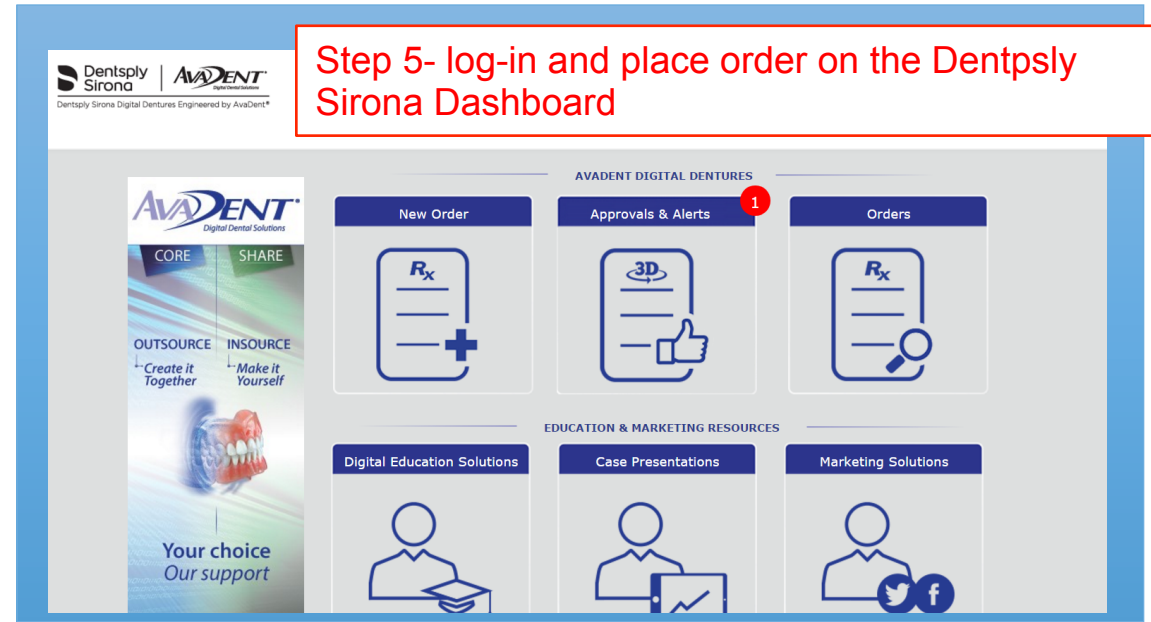 Step 5- log-in and place order on the Dentpsly
Sirona Dashboard
Dentsply
Sirona
AVADENT®
Digital Dental Solutions
Dentsply Sirona Digital Dentures Engineered by AvaDent®
AVADENT®
Digital Dental Solutions
CORE
SHARE
OUTSOURCE
Create it
Together
INSOURCE
Make it
Yourself
Your choice
Our support
AVADENT DIGITAL DENTURES
New Order
Rx
Approvals & Alerts
1
3D
Orders
Rx
EDUCATION & MARKETING RESOURCES
Digital Education Solutions
Case Presentations
Marketing Solutions
f